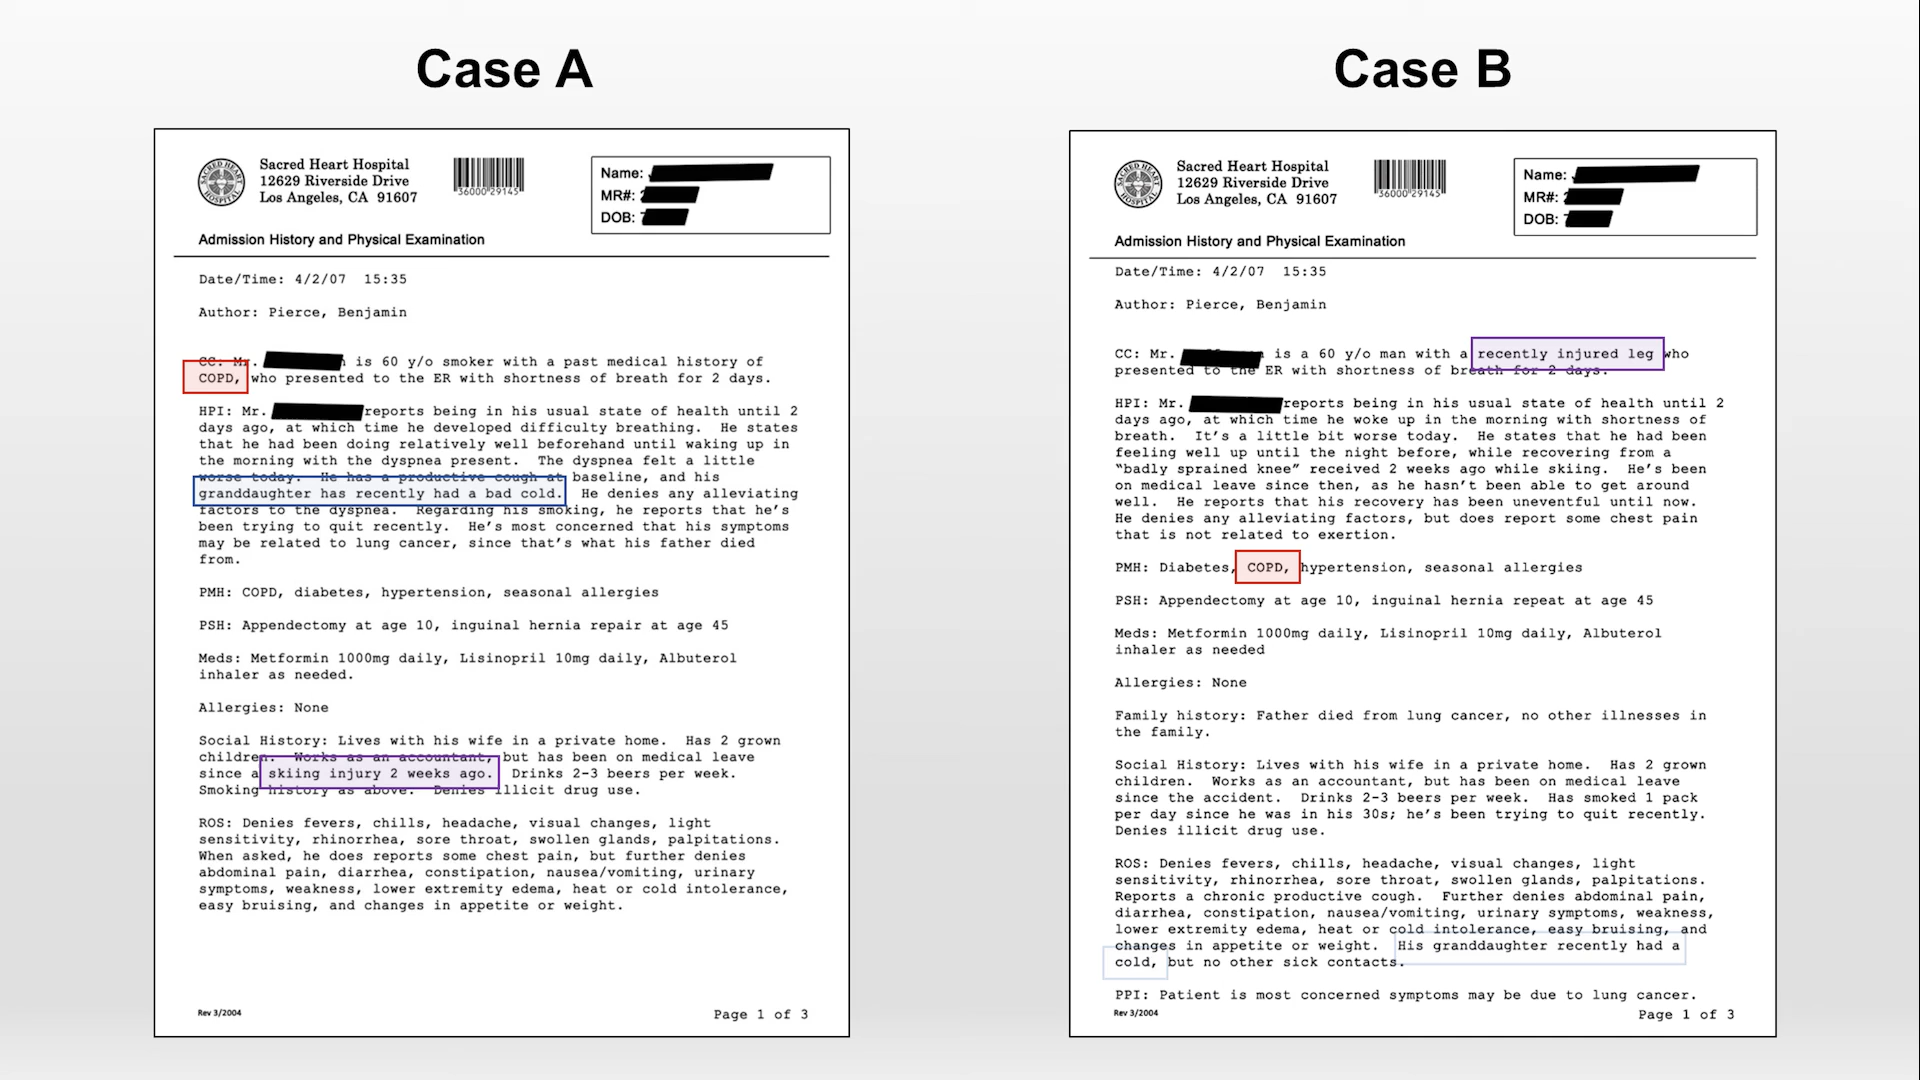 Case A
Sacred Heart Hospital
12629 Riverside Drive
Los Angeles, CA 91607
36000 29145
Name:
MR#:
DOB:
Admission History and Physical Examination
Date/Time: 4/2/07 15:35
Author: Pierce, Benjamin
CC: Mr. is 60 y/o smoker with a past medical history of
COPD, who presented to the ER with shortness of breath for 2 days.
HPI: Mr. reports being in his usual state of health until 2
days ago, at which time he developed difficulty breathing. He states
that he had been doing relatively well beforehand until waking up in
the morning with the dyspnea present. The dyspnea felt a little
worse today. He has a productive cough at baseline, and his
granddaughter has recently had a bad cold. He denies any alleviating
factors to the dyspnea. Regarding his smoking, he reports that he's
been trying to quit recently. He's most concerned that his symptoms
may be related to lung cancer, since that's what his father died
from.
PMH: COPD, diabetes, hypertension, seasonal allergies
PSH: Appendectomy at age 10, inguinal hernia repair at age 45
Meds: Metformin 1000mg daily, Lisinopril 10mg daily, Albuterol
inhaler as needed.
Allergies: None
Social History: Lives with his wife in a private home. Has 2 grown
children. Works as an accountant, but has been on medical leave
since a skiing injury 2 weeks ago. Drinks 2-3 beers per week.
Smoking history as above. Denies illicit drug use.
ROS: Denies fevers, chills, headache, visual changes, light
sensitivity, rhinorrhea, sore throat, swollen glands, palpitations.
When asked, he does reports some chest pain, but further denies
abdominal pain, diarrhea, constipation, nausea/vomiting, urinary
symptoms, weakness, lower extremity edema, heat or cold intolerance,
easy bruising, and changes in appetite or weight.
Rev 3/2004
Page 1 of 3
Case B
Sacred Heart Hospital
12629 Riverside Drive
Los Angeles, CA 91607
36000 29145
Name:
MR#:
DOB:
Admission History and Physical Examination
Date/Time: 4/2/07 15:35
Author: Pierce, Benjamin
CC: Mr. is a 60 y/o man with a recently injured leg who
presented to the ER with shortness of breath for 2 days.
HPI: Mr. reports being in his usual state of health until 2
days ago, at which time he woke up in the morning with shortness of
breath. It's a little bit worse today. He states that he had been
feeling well up until the night before, while recovering from a
"badly sprained knee" received 2 weeks ago while skiing. He's been
on medical leave since then, as he hasn't been able to get around
well. He reports that his recovery has been uneventful until now.
He denies any alleviating factors, but does report some chest pain
that is not related to exertion.
PMH: Diabetes, COPD, hypertension, seasonal allergies
PSH: Appendectomy at age 10, inguinal hernia repeat at age 45
Meds: Metformin 1000mg daily, Lisinopril 10mg daily, Albuterol
inhaler as needed
Allergies: None
Family history: Father died from lung cancer, no other illnesses in
the family.
Social History: Lives with his wife in a private home. Has 2 grown
children. Works as an accountant, but has been on medical leave
since the accident. Drinks 2-3 beers per week. Has smoked 1 pack
per day since he was in his 30s; he's been trying to quit recently.
Denies illicit drug use.
ROS: Denies fevers, chills, headache, visual changes, light
sensitivity, rhinorrhea, sore throat, swollen glands, palpitations.
Reports a chronic productive cough. Further denies abdominal pain,
diarrhea, constipation, nausea/vomiting, urinary symptoms, weakness,
lower extremity edema, heat or cold intolerance, easy bruising, and
changes in appetite or weight. His granddaughter recently had a
cold, but no other sick contacts.
PPI: Patient is most concerned symptoms may be due to lung cancer.
Rev 3/2004
Page 1 of 3